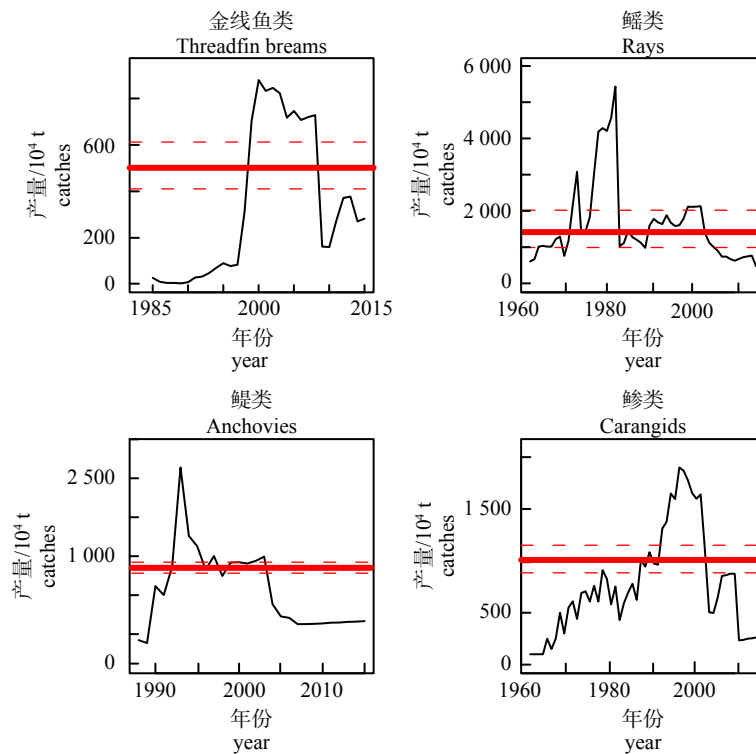 金线鱼类
Threadfin breams
产量/10⁴ t
catches
600
200
0
1985
2000
2015
年份
year
鳐类
Rays
产量/10⁴ t
catches
6 000
4 000
2 000
0
1960
1980
2000
年份
year
鳀类
Anchovies
产量/10⁴ t
catches
2 500
1 000
0
1990
2000
2010
年份
year
鲹类
Carangids
产量/10⁴ t
catches
1 500
500
0
1960
1980
2000
年份
year